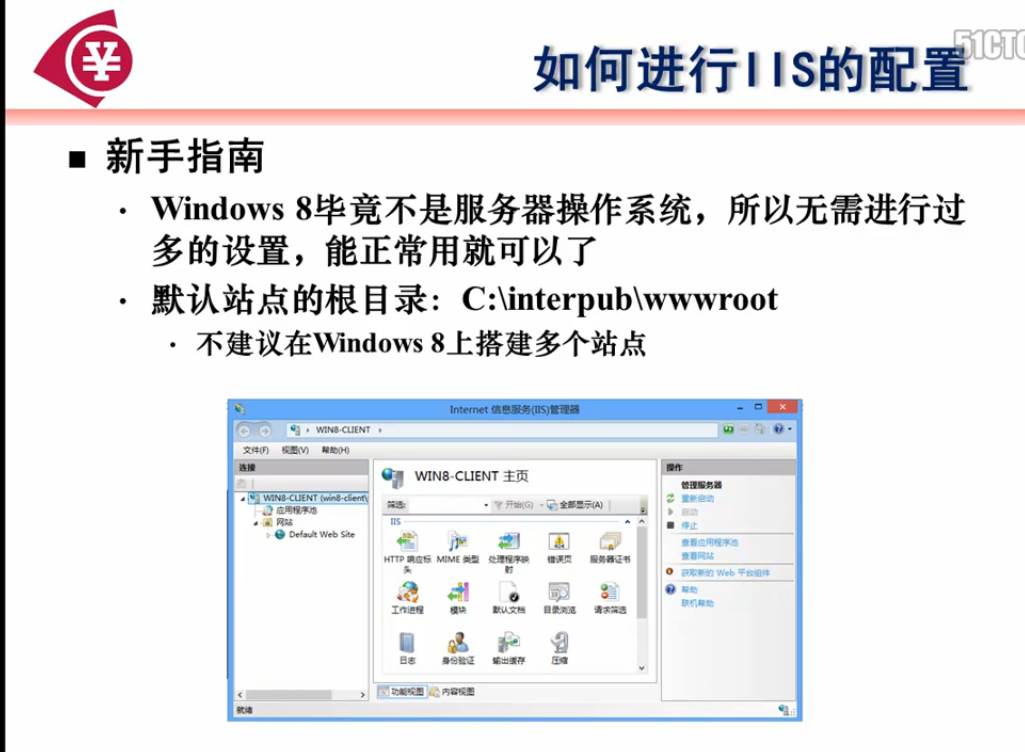 51CTO
如何进行IIS的配置
■ 新手指南
· Windows 8毕竟不是服务器操作系统，所以无需进行过
多的设置，能正常用就可以了
· 默认站点的根目录：C:\interpub\wwwroot
· 不建议在Windows 8上搭建多个站点
Internet 信息服务(IIS)管理器
WIN8-CLIENT
文件(F) 视图(V) 帮助(H)
连接
WIN8-CLIENT (win8-client\
应用程序池
网站
Default Web Site
WIN8-CLIENT 主页
筛选: 开始(G) 全部显示(A)
IIS
HTTP 响应标
头
MIME 类型
处理程序映
射
错误页
服务器证书
工作进程
模块
默认文档
目录浏览
请求筛选
日志
身份验证
输出缓存
压缩
功能视图 内容视图
操作
管理服务器
重新启动
启动
停止
查看应用程序池
查看网站
获取新的 Web 平台组件
帮助
联机帮助
就绪